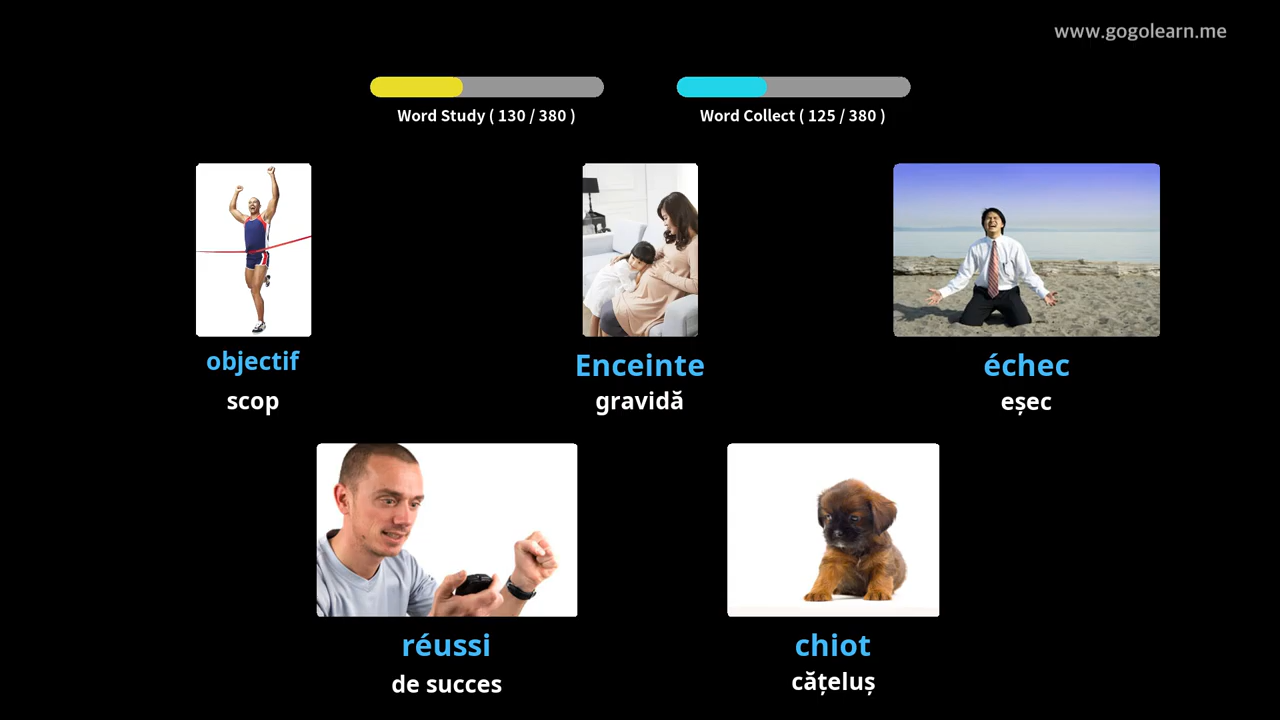 www.gogolearn.me
Word Study ( 130 / 380 )
Word Collect ( 125 / 380 )
objectif
scop
Enceinte
gravidă
échec
eșec
réussi
de succes
chiot
cățeluș